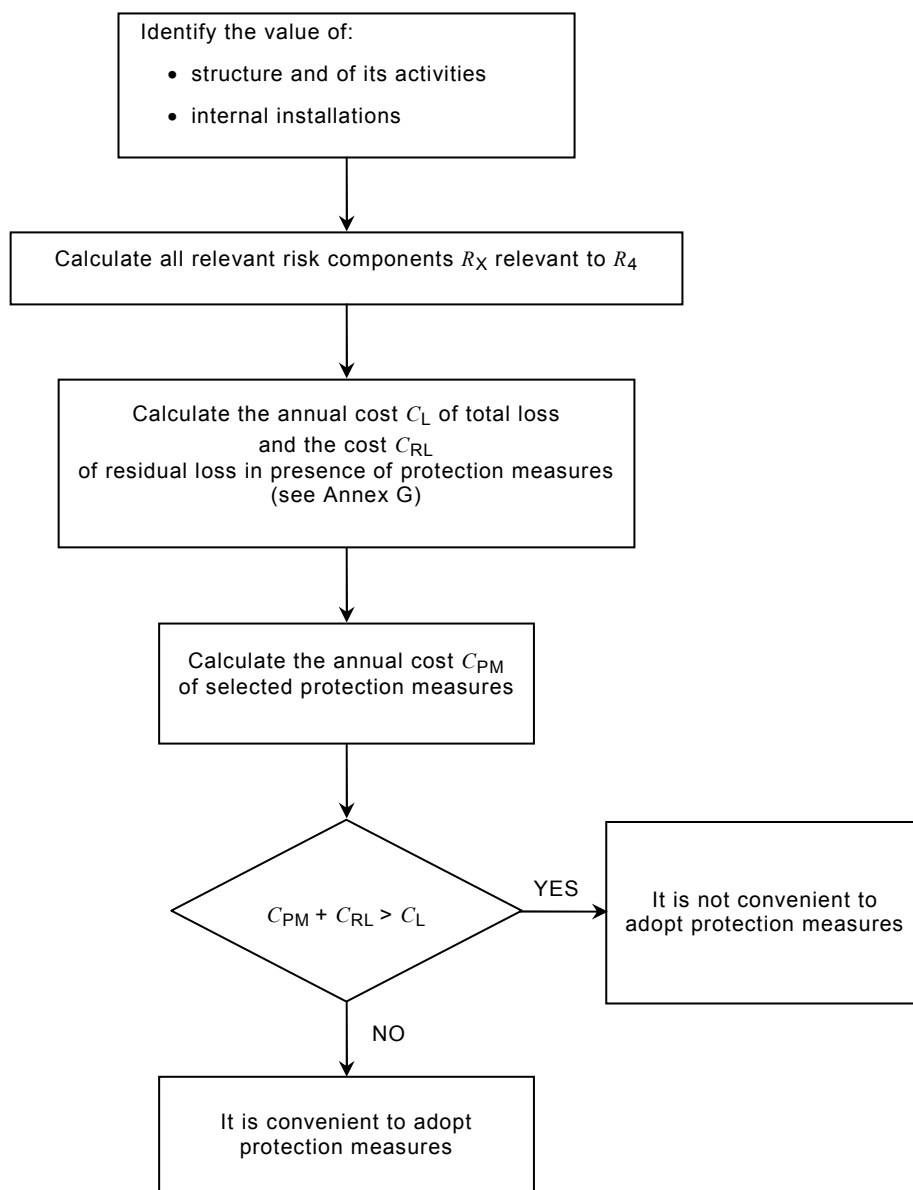 Identify the value of:
• structure and of its activities
• internal installations
Calculate all relevant risk components RX relevant to R4
Calculate the annual cost CL of total loss
and the cost CRL
of residual loss in presence of protection measures
(see Annex G)
Calculate the annual cost CPM
of selected protection measures
CPM + CRL > CL
YES
It is not convenient to
adopt protection measures
NO
It is convenient to adopt
protection measures